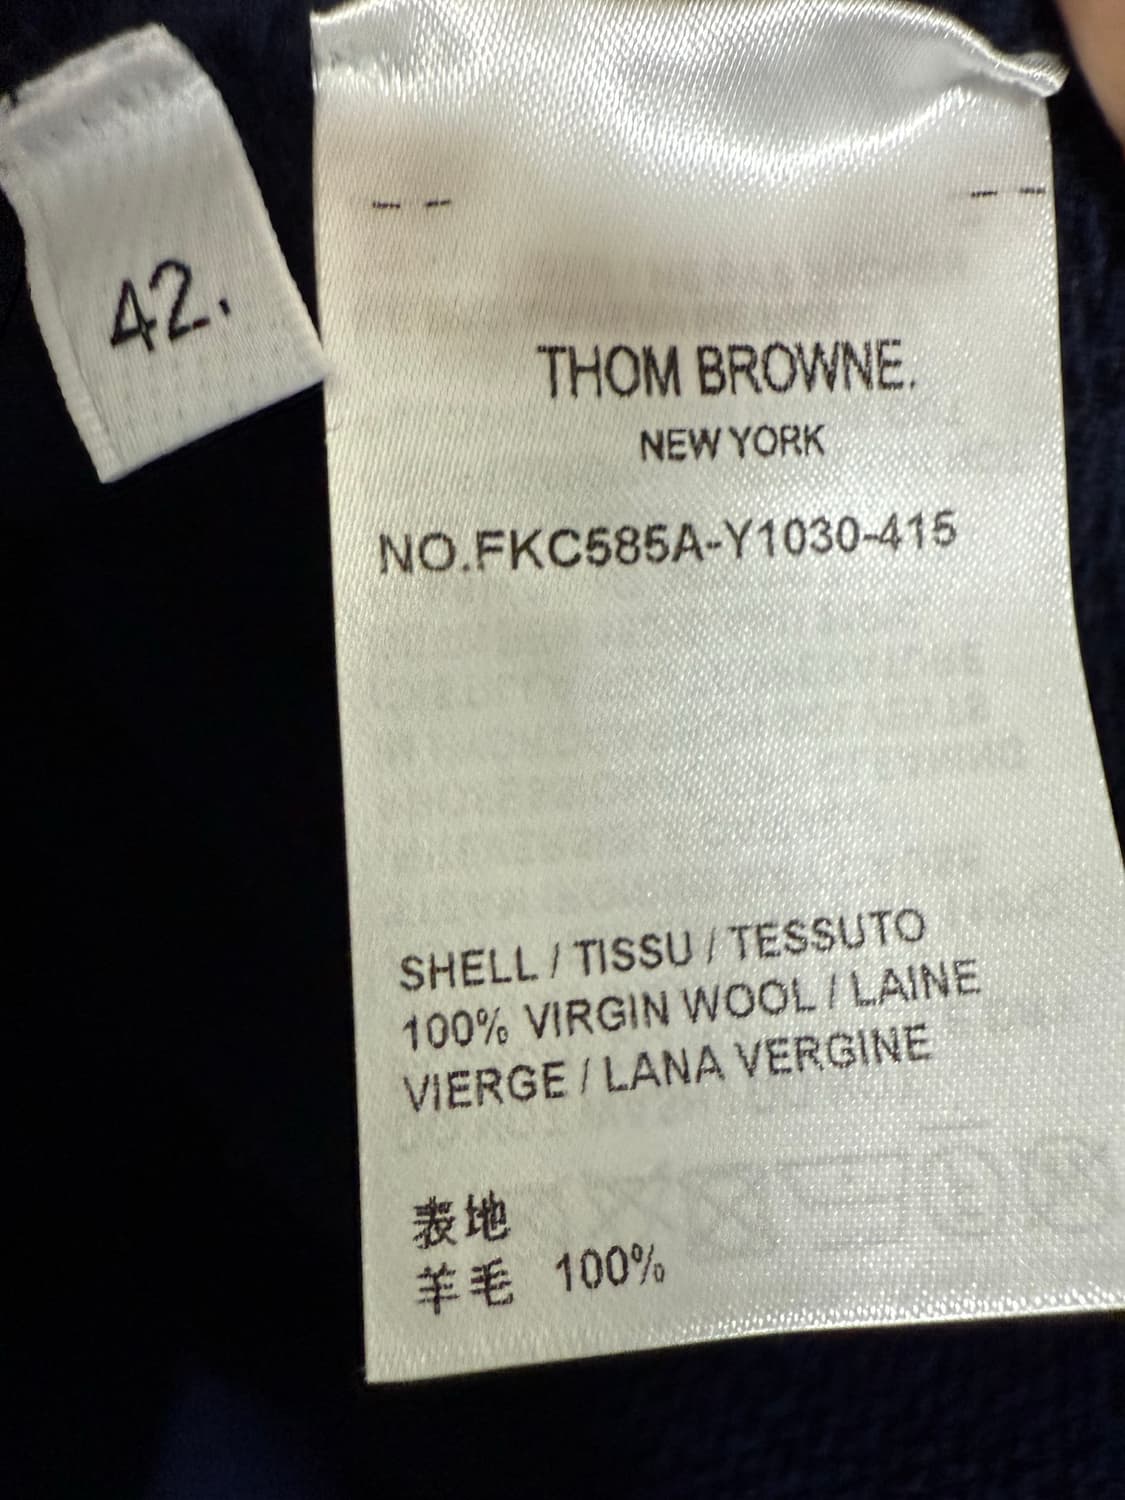 42.
THOM BROWNE.
NEW YORK
NO.FKC585A-Y1030-415
SHELL / TISSU / TESSUTO
100% VIRGIN WOOL / LAINE
VIERGE / LANA VERGINE
表地
羊毛 100%